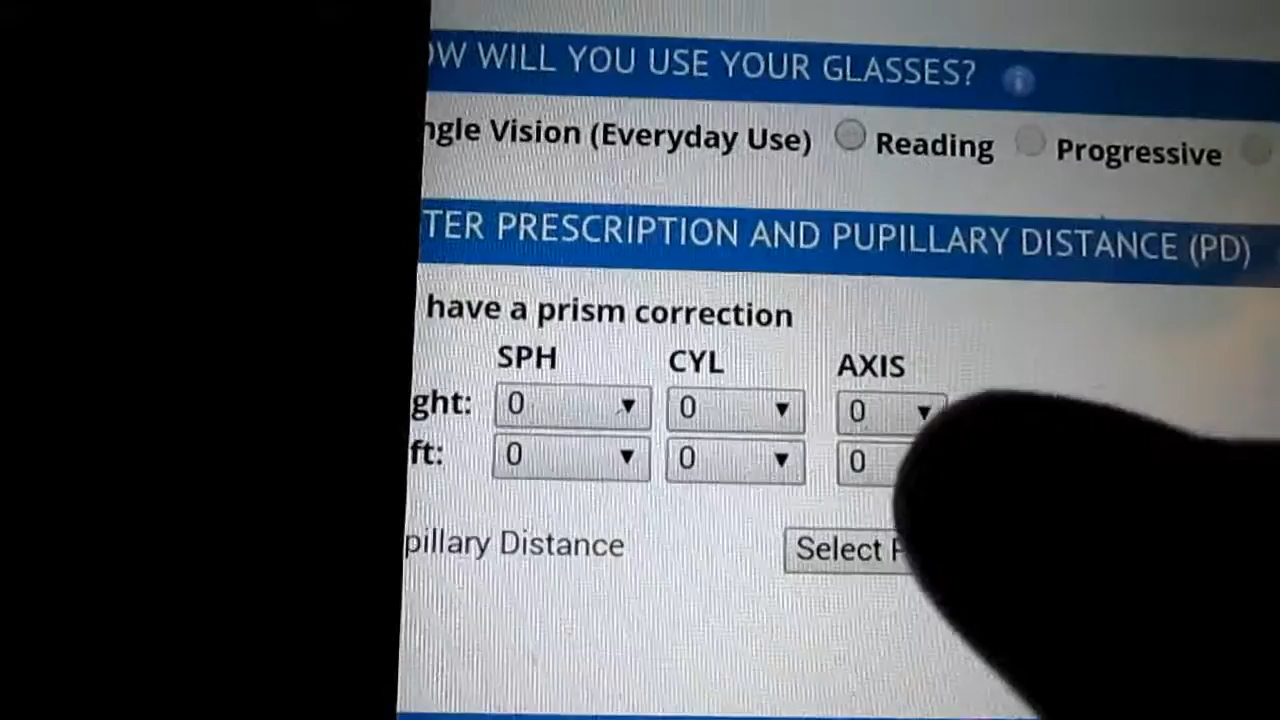 OW WILL YOU USE YOUR GLASSES? i
ngle Vision (Everyday Use) Reading Progressive
TER PRESCRIPTION AND PUPILLARY DISTANCE (PD)
have a prism correction
SPH CYL AXIS
ght: 0 0 0
ft: 0 0 0
pillary Distance Select